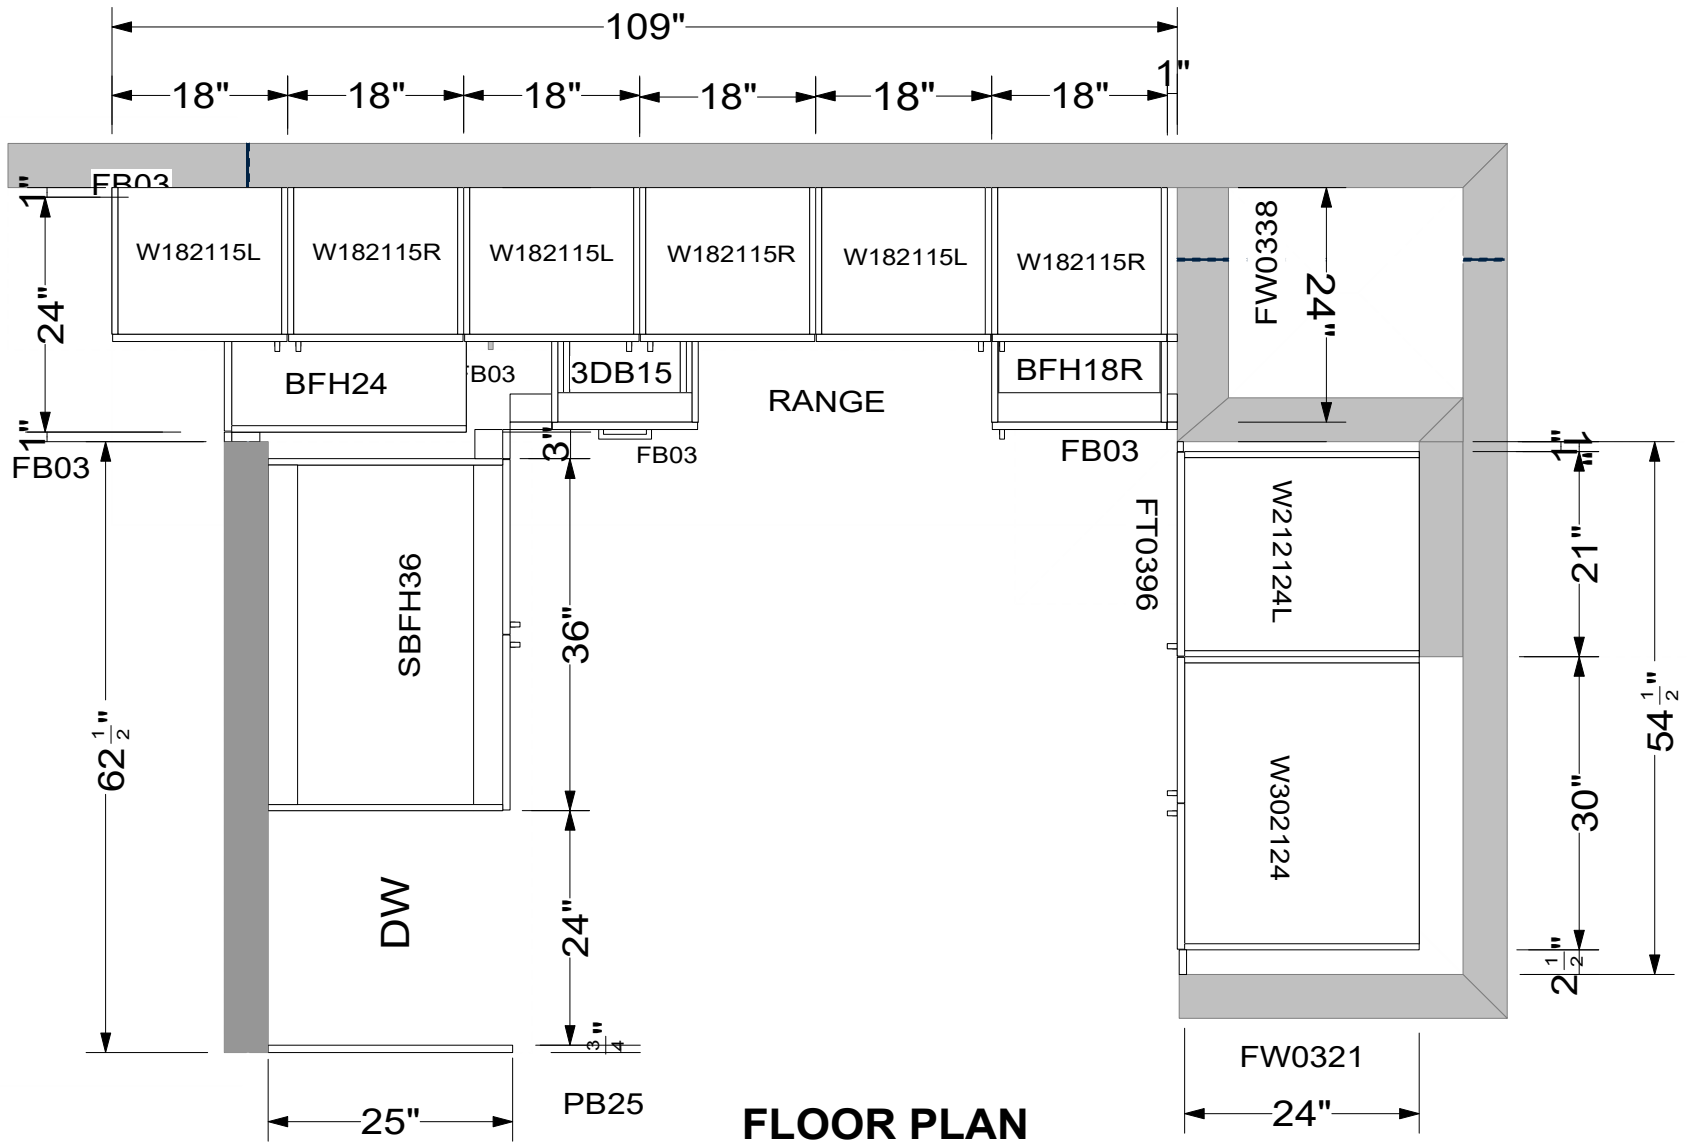 109"
1"
18" 18" 18" 18" 18" 18"
1"
FB03
W182115L W182115R W182115L W182115R W182115L W182115R
FW0338
24"
24"
BFH24
FB03
3DB15
RANGE
BFH18R
1"
FB03
3"
FB03
FB03
1"
1"
SBFH36
36"
FT0396
W212124L
21"
62 1/2"
54 1/2"
W302124
30"
DW
24"
2 1/2"
3/4"
FW0321
25"
PB25
FLOOR PLAN
24"